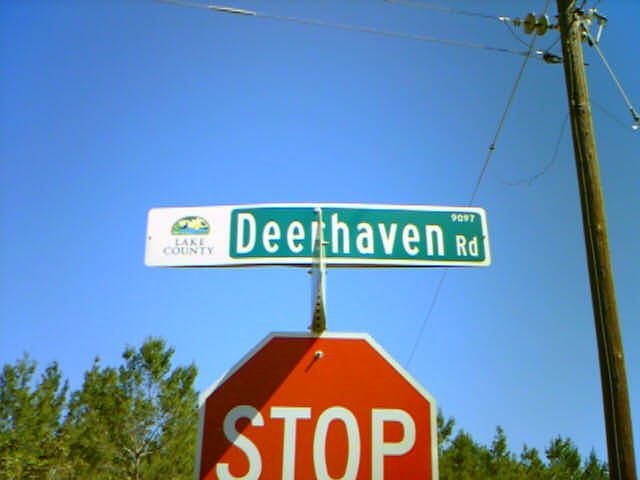 LAKE
COUNTY
Deerhaven Rd
9097
STOP